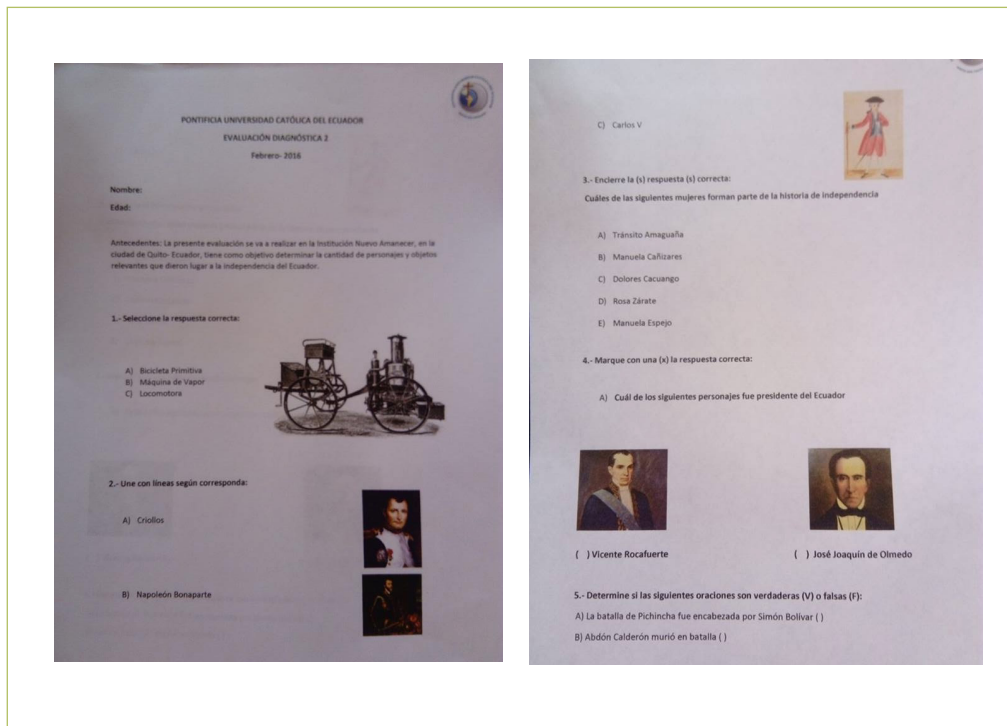 PONTIFICIA UNIVERSIDAD CATÓLICA DEL ECUADOR
EVALUACIÓN DIAGNÓSTICA 2
Febrero- 2016
Nombre:
Edad:
Antecedentes: La presente evaluación se va a realizar en la Institución Nuevo Amanecer, en la
ciudad de Quito- Ecuador, tiene como objetivo determinar la cantidad de personajes y objetos
relevantes que dieron lugar a la independencia del Ecuador.
1.- Seleccione la respuesta correcta:
A) Bicicleta Primitiva
B) Máquina de Vapor
C) Locomotora
2.- Une con líneas según corresponda:
A) Criollos
B) Napoleón Bonaparte
C) Carlos V
3.- Encierre la (s) respuesta (s) correcta:
Cuáles de las siguientes mujeres forman parte de la historia de independencia
A) Tránsito Amaguaña
B) Manuela Cañizares
C) Dolores Cacuango
D) Rosa Zárate
E) Manuela Espejo
4.- Marque con una (x) la respuesta correcta:
A) Cuál de los siguientes personajes fue presidente del Ecuador
( ) Vicente Rocafuerte
( ) José Joaquín de Olmedo
5.- Determine si las siguientes oraciones son verdaderas (V) o falsas (F):
A) La batalla de Pichincha fue encabezada por Simón Bolívar ( )
B) Abdón Calderón murió en batalla ( )